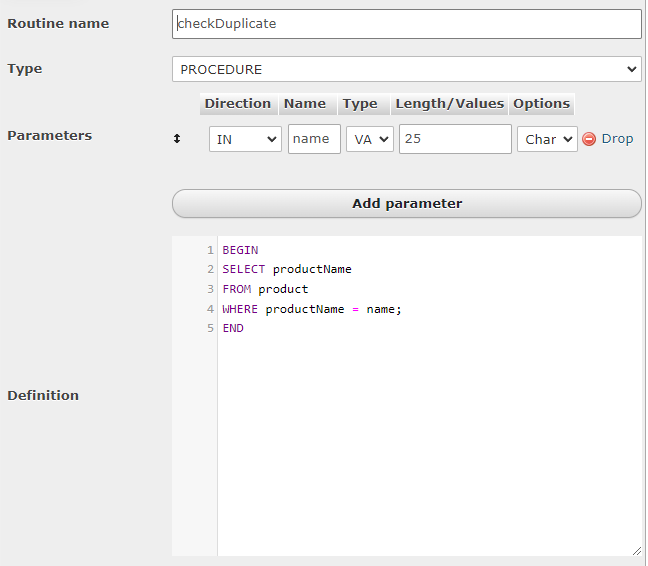 Routine name checkDuplicate
Type PROCEDURE
Direction Name Type Length/Values Options
Parameters IN name VA 25 Char Drop
Add parameter
1 BEGIN
2 SELECT productName
3 FROM product
4 WHERE productName = name;
5 END
Definition